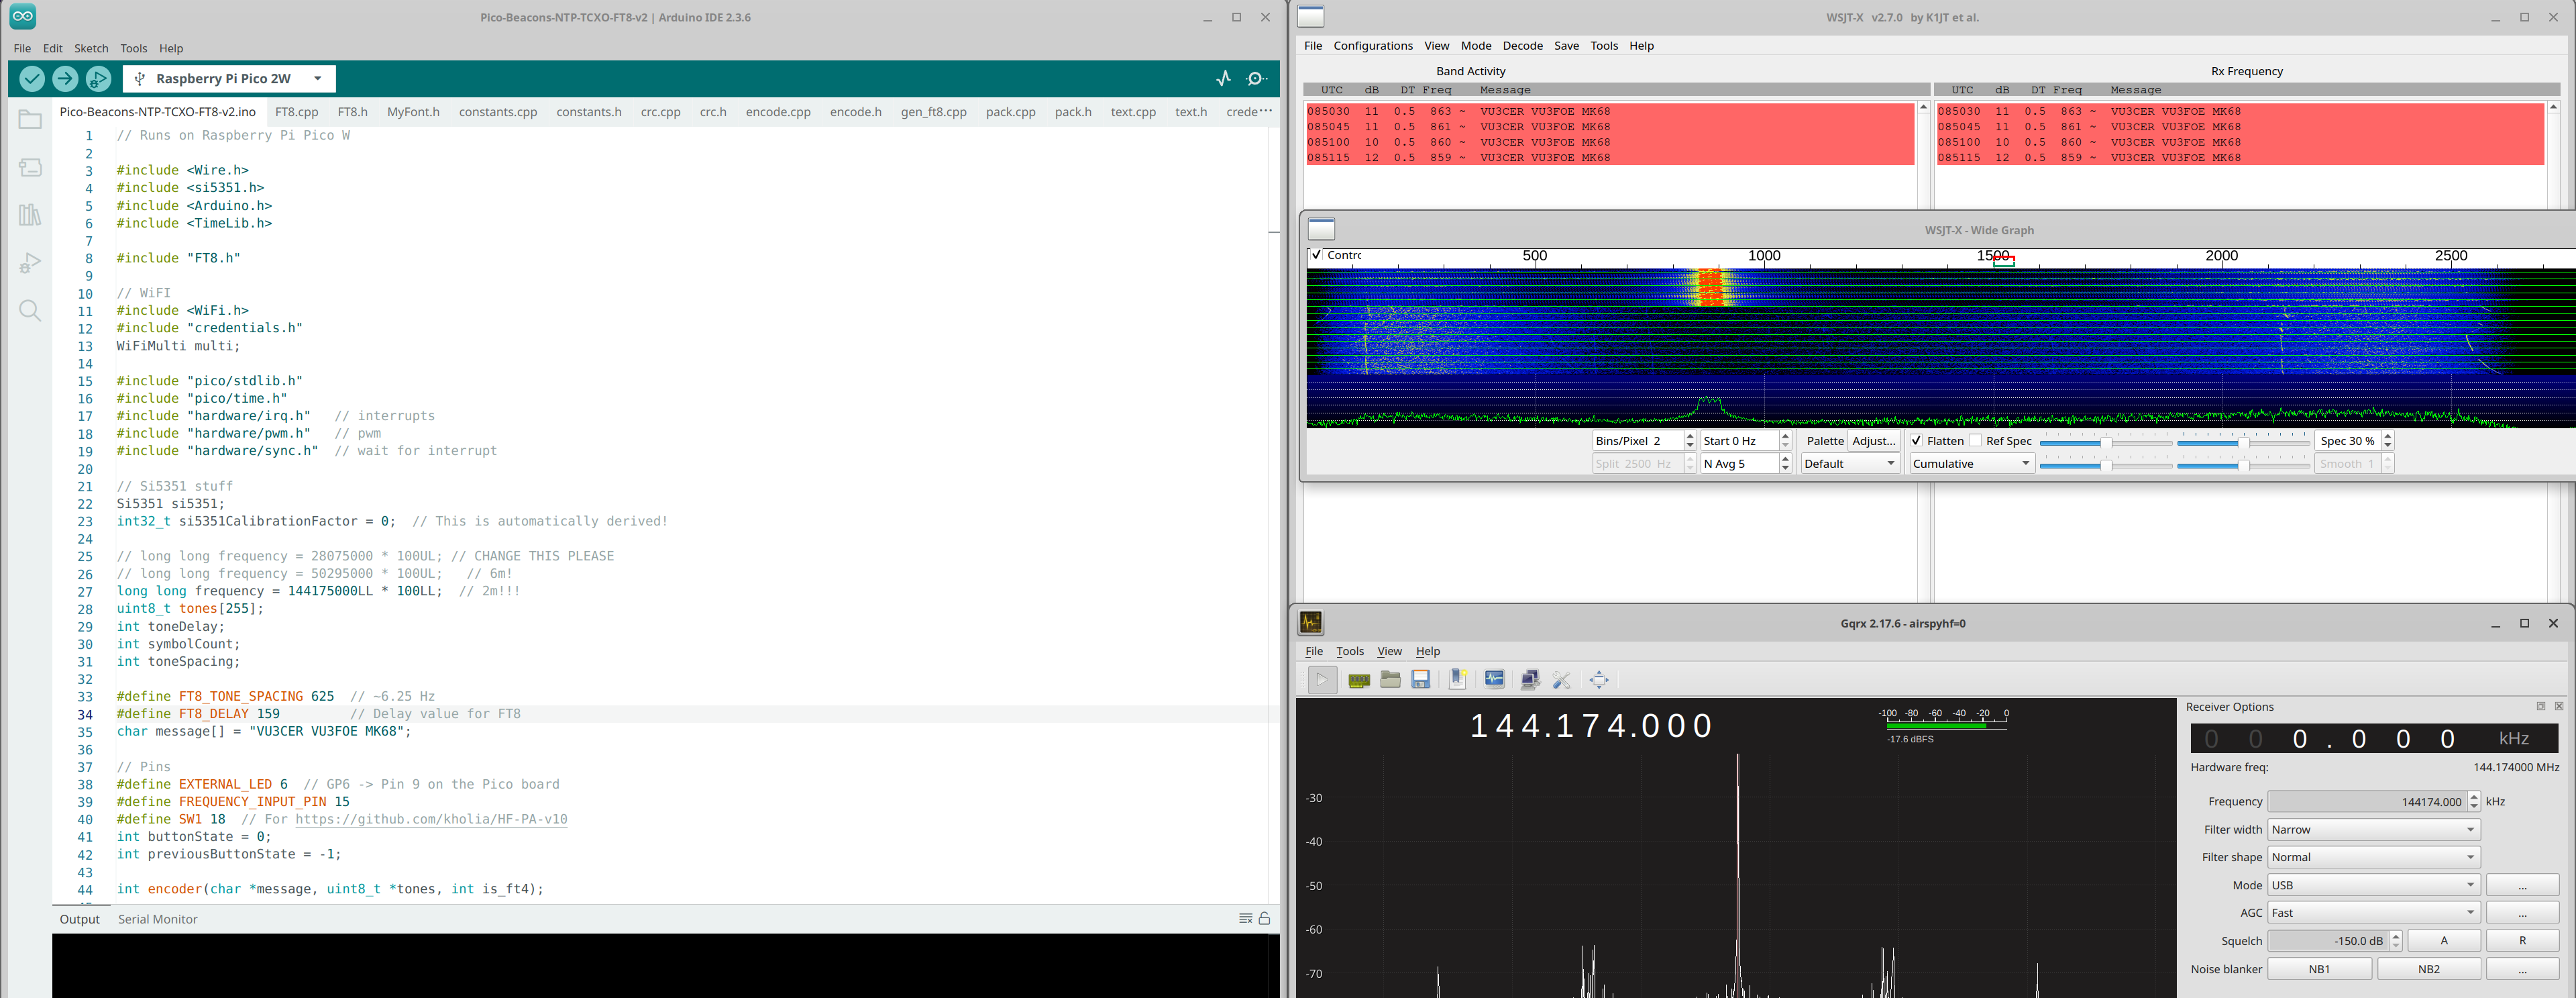 Pico-Beacons-NTP-TCXO-FT8-v2 | Arduino IDE 2.3.6
File Edit Sketch Tools Help
Raspberry Pi Pico 2W
Pico-Beacons-NTP-TCXO-FT8-v2.ino FT8.cpp FT8.h MyFont.h constants.cpp constants.h crc.cpp crc.h encode.cpp encode.h gen_ft8.cpp pack.cpp pack.h text.cpp text.h crede ...
1 // Runs on Raspberry Pi Pico W
2
3 #include <Wire.h>
4 #include <si5351.h>
5 #include <Arduino.h>
6 #include <TimeLib.h>
7
8 #include "FT8.h"
9
10 // WiFI
11 #include <WiFi.h>
12 #include "credentials.h"
13 WiFiMulti multi;
14
15 #include "pico/stdlib.h"
16 #include "pico/time.h"
17 #include "hardware/irq.h" // interrupts
18 #include "hardware/pwm.h" // pwm
19 #include "hardware/sync.h" // wait for interrupt
20
21 // Si5351 stuff
22 Si5351 si5351;
23 int32_t si5351CalibrationFactor = 0; // This is automatically derived!
24
25 // long long frequency = 28075000 * 100UL; // CHANGE THIS PLEASE
26 // long long frequency = 50295000 * 100UL; // 6m!
27 long long frequency = 144175000LL * 100LL; // 2m!!!
28 uint8_t tones[255];
29 int toneDelay;
30 int symbolCount;
31 int toneSpacing;
32
33 #define FT8_TONE_SPACING 625 // ~6.25 Hz
34 #define FT8_DELAY 159 // Delay value for FT8
35 char message[] = "VU3CER VU3FOE MK68";
36
37 // Pins
38 #define EXTERNAL_LED 6 // GP6 -> Pin 9 on the Pico board
39 #define FREQUENCY_INPUT_PIN 15
40 #define SW1 18 // For https://github.com/kholia/HF-PA-v10
41 int buttonState = 0;
42 int previousButtonState = -1;
43
44 int encoder(char *message, uint8_t *tones, int is_ft4);
Output Serial Monitor
WSJT-X v2.7.0 by K1JT et al.
File Configurations View Mode Decode Save Tools Help
Band Activity
UTC dB DT Freq Message
085030 11 0.5 863 ~ VU3CER VU3FOE MK68
085045 11 0.5 861 ~ VU3CER VU3FOE MK68
085100 10 0.5 860 ~ VU3CER VU3FOE MK68
085115 12 0.5 859 ~ VU3CER VU3FOE MK68
Rx Frequency
UTC dB DT Freq Message
085030 11 0.5 863 ~ VU3CER VU3FOE MK68
085045 11 0.5 861 ~ VU3CER VU3FOE MK68
085100 10 0.5 860 ~ VU3CER VU3FOE MK68
085115 12 0.5 859 ~ VU3CER VU3FOE MK68
WSJT-X - Wide Graph
Contrc 500 1000 1500 2000 2500
Bins/Pixel 2 Start 0 Hz Palette Adjust... Flatten Ref Spec Spec 30 %
Split 2500 Hz N Avg 5 Default Cumulative Smooth 1
Gqrx 2.17.6 - airspyhf=0
File Tools View Help
144.174.000
-100 -80 -60 -40 -20 0
-17.6 dBFS
-30
-40
-50
-60
-70
Receiver Options
0 0 0.000 kHz
Hardware freq: 144.174000 MHz
Frequency 144174.000 kHz
Filter width Narrow
Filter shape Normal
Mode USB ...
AGC Fast ...
Squelch -150.0 dB A R
Noise blanker NB1 NB2 ...